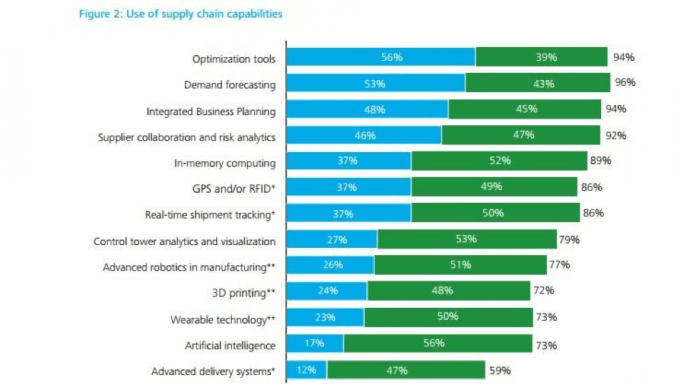 Figure 2: Use of supply chain capabilities
Optimization tools 56% 39% 94%
Demand forecasting 53% 43% 96%
Integrated Business Planning 48% 45% 94%
Supplier collaboration and risk analytics 46% 47% 92%
In-memory computing 37% 52% 89%
GPS and/or RFID* 37% 49% 86%
Real-time shipment tracking* 37% 50% 86%
Control tower analytics and visualization 27% 53% 79%
Advanced robotics in manufacturing** 26% 51% 77%
3D printing** 24% 48% 72%
Wearable technology** 23% 50% 73%
Artificial intelligence 17% 56% 73%
Advanced delivery systems* 12% 47% 59%